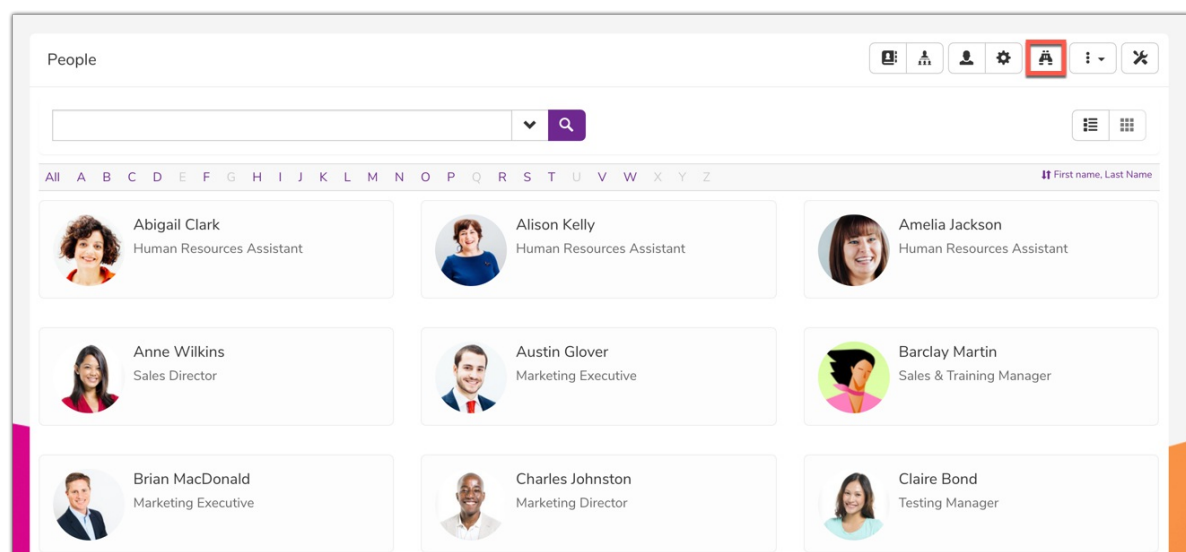 People
All A B C D E F G H I J K L M N O P Q R S T U V W X Y Z
First name, Last Name
Abigail Clark
Human Resources Assistant
Alison Kelly
Human Resources Assistant
Amelia Jackson
Human Resources Assistant
Anne Wilkins
Sales Director
Austin Glover
Marketing Executive
Barclay Martin
Sales & Training Manager
Brian MacDonald
Marketing Executive
Charles Johnston
Marketing Director
Claire Bond
Testing Manager